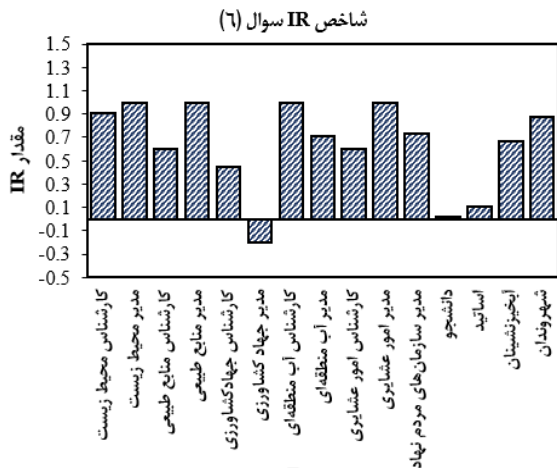 شاخص IR سوال (٦)
مقدار IR
1.5
1.3
1.1
0.9
0.7
0.5
0.3
0.1
-0.1
-0.3
-0.5
کارشناس محیط زیست
مدیر محیط زیست
کارشناس منابع طبیعی
مدیر منابع طبیعی
کارشناس جهادکشاورزی
مدیر جهاد کشاورزی
کارشناس آب منطقه‌ای
مدیر آب منطقه‌ای
کارشناس امور عشایری
مدیر امور عشایری
مدیر سازمان‌های مردم نهاد
دانشجو
اساتید
آبخیزنشینان
شهروندان